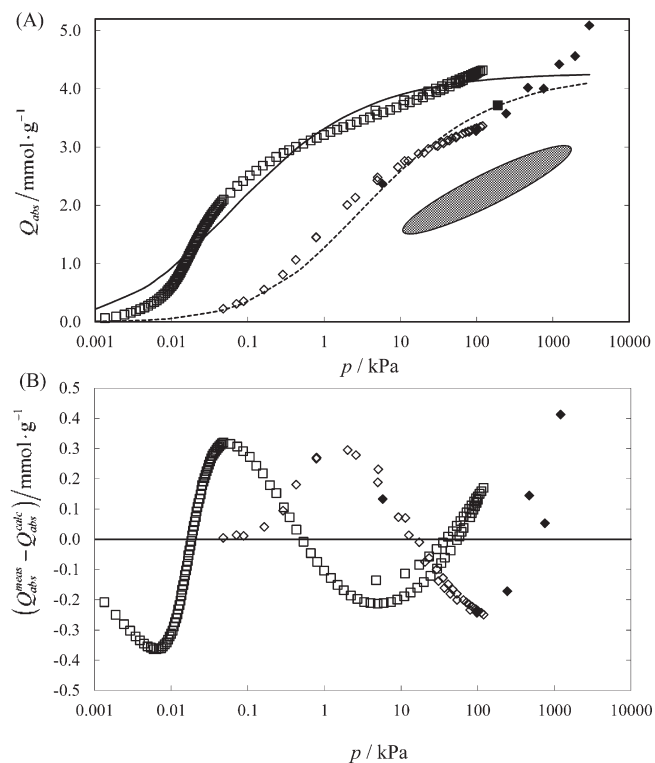 (A)
5.0
4.0
3.0
2.0
1.0
0.0
Q_abs / mmol·g⁻¹
0.001 0.01 0.1 1 10 100 1000 10000
p / kPa
(B)
0.5
0.4
0.3
0.2
0.1
0.0
-0.1
-0.2
-0.3
-0.4
-0.5
(Q_abs^meas − Q_abs^calc) / mmol·g⁻¹
0.001 0.01 0.1 1 10 100 1000 10000
p / kPa